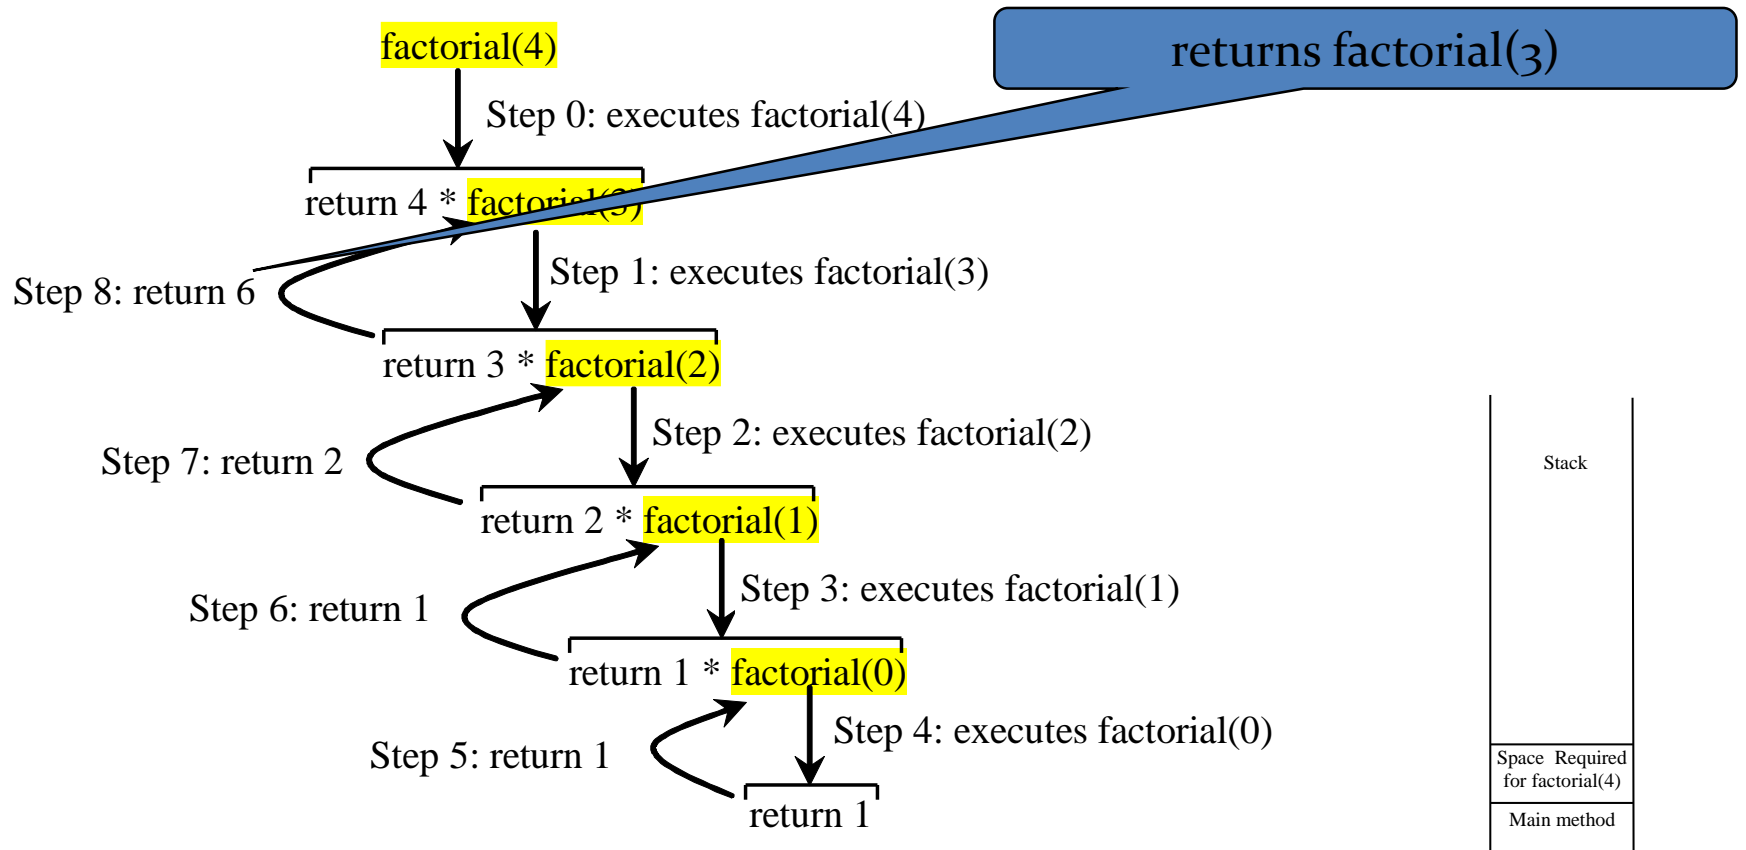 factorial(4)
returns factorial(3)
Step 0: executes factorial(4)
return 4 * factorial(3)
Step 8: return 6
Step 1: executes factorial(3)
return 3 * factorial(2)
Step 7: return 2
Step 2: executes factorial(2)
Stack
return 2 * factorial(1)
Step 6: return 1
Step 3: executes factorial(1)
return 1 * factorial(0)
Step 5: return 1
Step 4: executes factorial(0)
Space Required
for factorial(4)
return 1
Main method